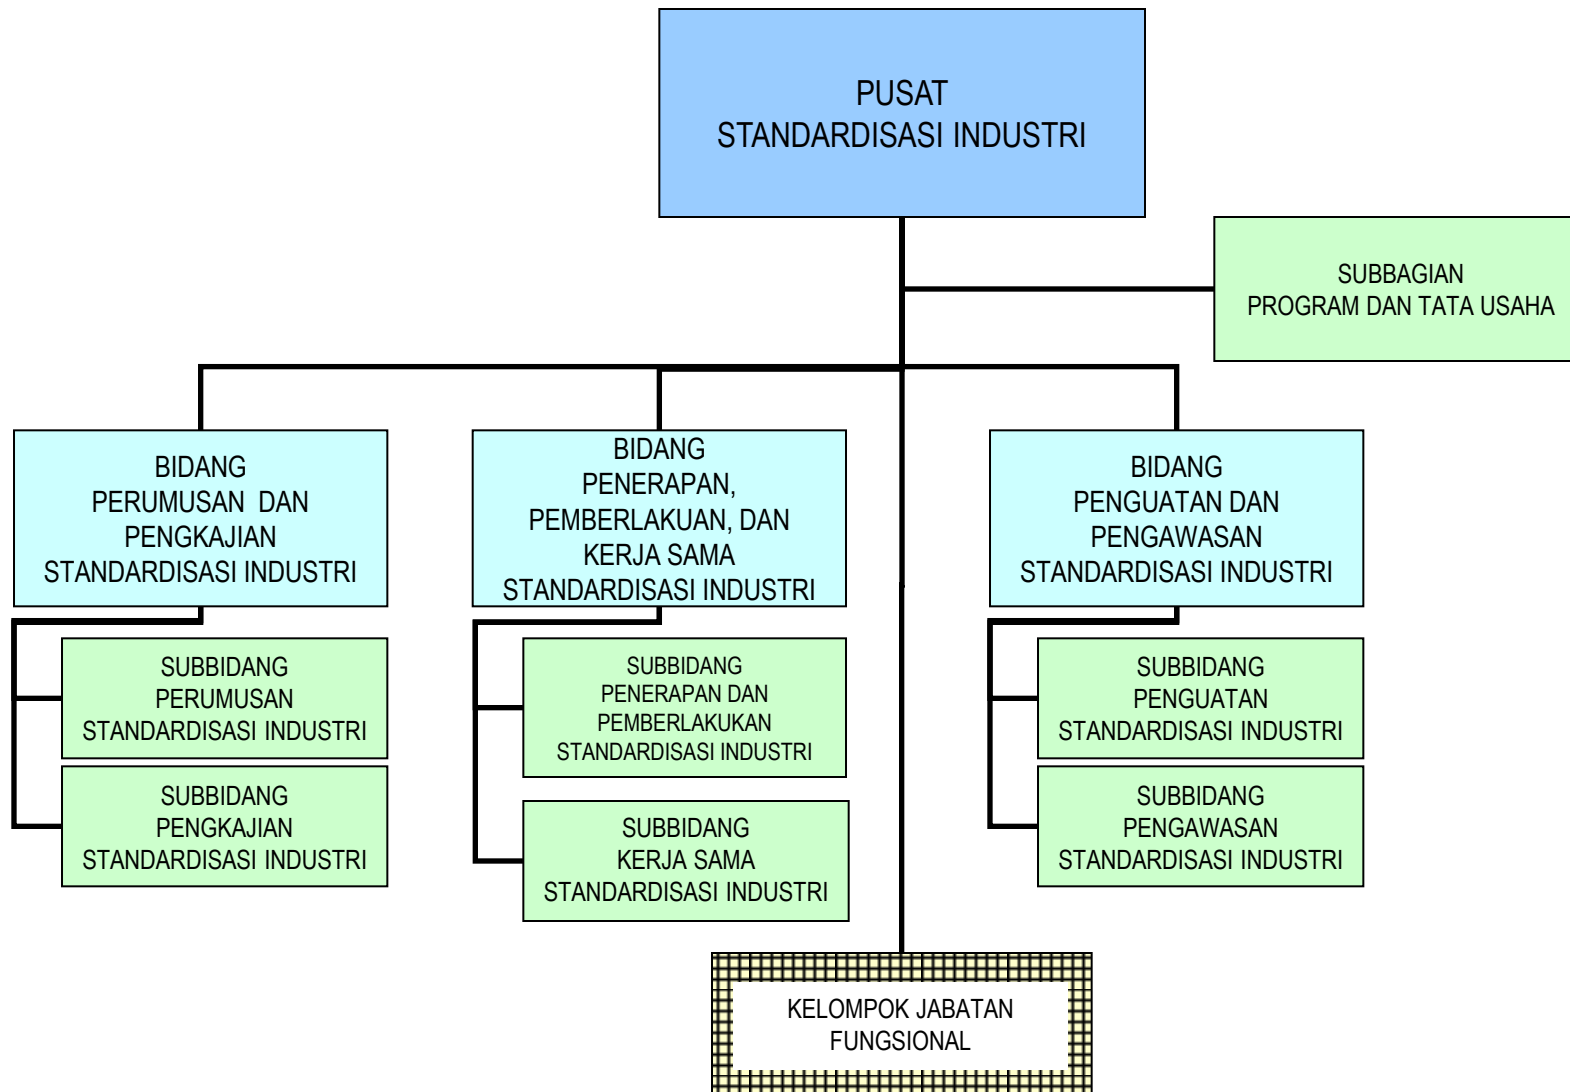 PUSAT
STANDARDISASI INDUSTRI
SUBBAGIAN
PROGRAM DAN TATA USAHA
BIDANG
PERUMUSAN DAN
PENGKAJIAN
STANDARDISASI INDUSTRI
BIDANG
PENERAPAN,
PEMBERLAKUAN, DAN
KERJA SAMA
STANDARDISASI INDUSTRI
BIDANG
PENGUATAN DAN
PENGAWASAN
STANDARDISASI INDUSTRI
SUBBIDANG
PERUMUSAN
STANDARDISASI INDUSTRI
SUBBIDANG
PENGKAJIAN
STANDARDISASI INDUSTRI
SUBBIDANG
PENERAPAN DAN
PEMBERLAKUKAN
STANDARDISASI INDUSTRI
SUBBIDANG
KERJA SAMA
STANDARDISASI INDUSTRI
SUBBIDANG
PENGUATAN
STANDARDISASI INDUSTRI
SUBBIDANG
PENGAWASAN
STANDARDISASI INDUSTRI
KELOMPOK JABATAN
FUNGSIONAL